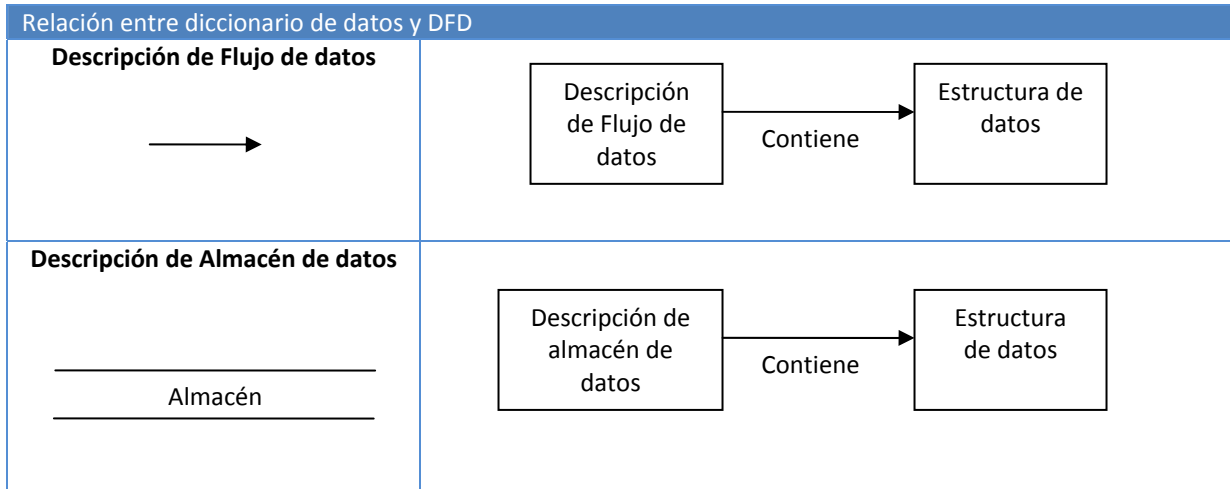 Relación entre diccionario de datos y DFD
Descripción de Flujo de datos
Descripción
de Flujo de
datos
Contiene
Estructura de
datos
Descripción de Almacén de datos
Almacén
Descripción de
almacén de
datos
Contiene
Estructura
de datos